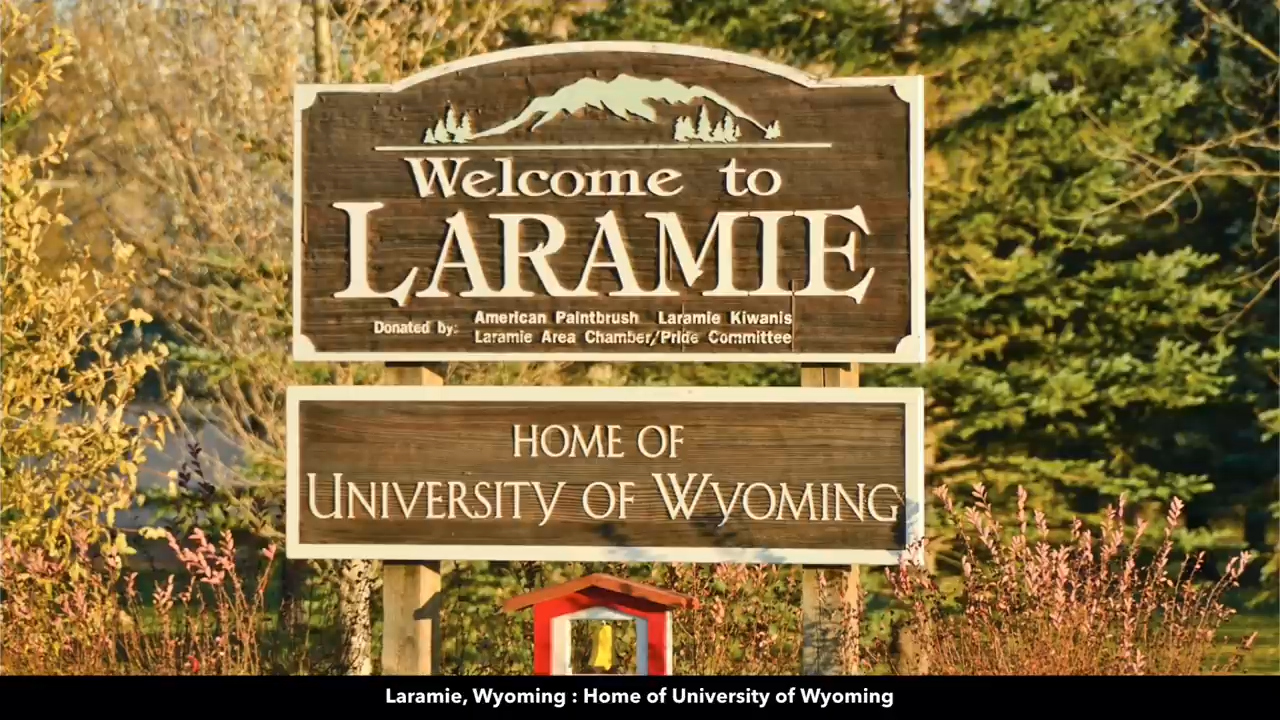 Welcome to
LARAMIE
Donated by:
American Paintbrush Laramie Kiwanis
Laramie Area Chamber/Pride Committee
HOME OF
UNIVERSITY OF WYOMING
Laramie, Wyoming : Home of University of Wyoming